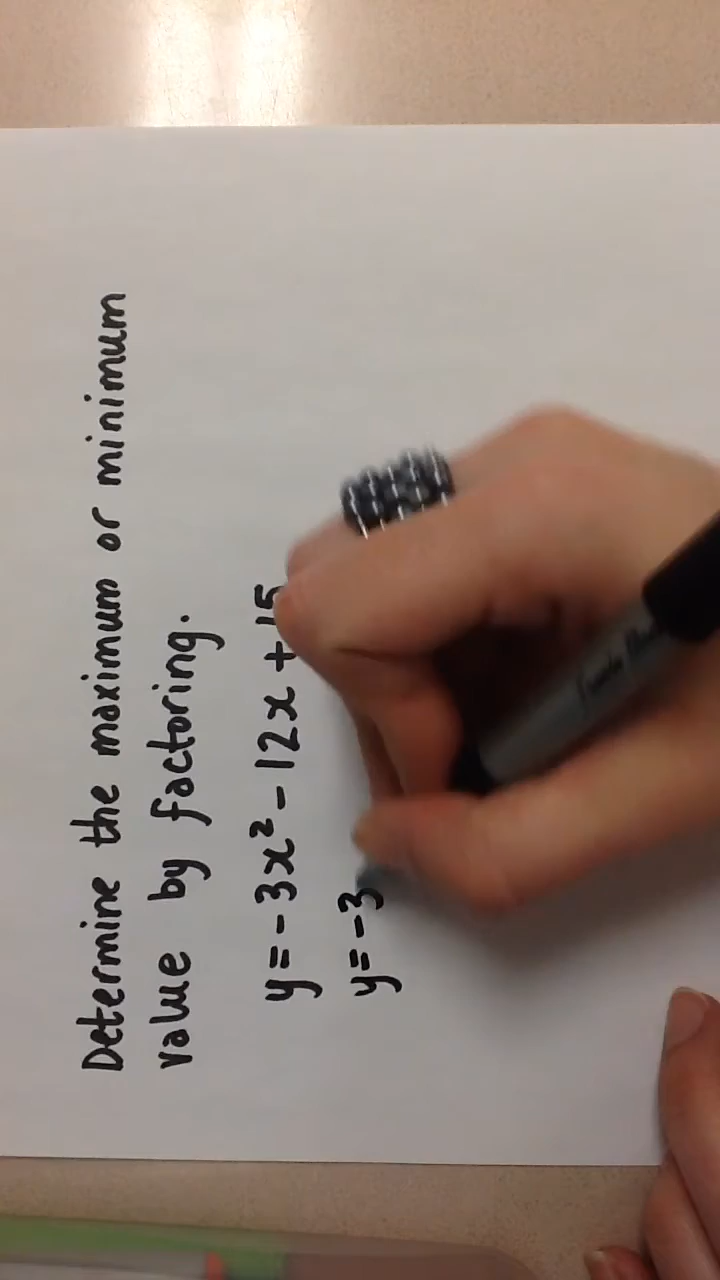 Determine the maximum or minimum
value by factoring.
y = -3x² - 12x + 15
y = -3